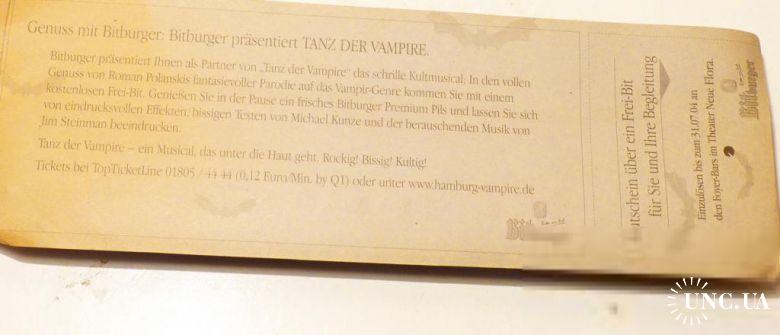 Genuss mit Bitburger: Bitburger präsentiert TANZ DER VAMPIRE.
Bitburger präsentiert Ihnen als Partner von „Tanz der Vampire“ das schrille Kultmusical: In den vollen
Genuss von Roman Polanskis fantasievoller Parodie auf das Vampir-Genre kommen Sie mit einem
kostenlosen Frei-Bit. Genießen Sie in der Pause ein frisches Bitburger Premium Pils und lassen Sie sich
von eindrucksvollen Effekten, bissigen Texten von Michael Kunze und der berauschenden Musik von
Jim Steinman beeindrucken.
Tanz der Vampire – ein Musical, das unter die Haut geht. Rockig! Bissig! Kultig!
Tickets bei TopTicketLine 01805 / 44 44 (0,12 Euro/Min. by Q1) oder unter www.hamburg-vampire.de
Bit
utschein über ein Frei-Bit
für Sie und Ihre Begleitung
Einzulösen bis zum 31.07.04 an
den Foyer-Bars im Theater Neue Flora.
Bitburger
UNC.UA